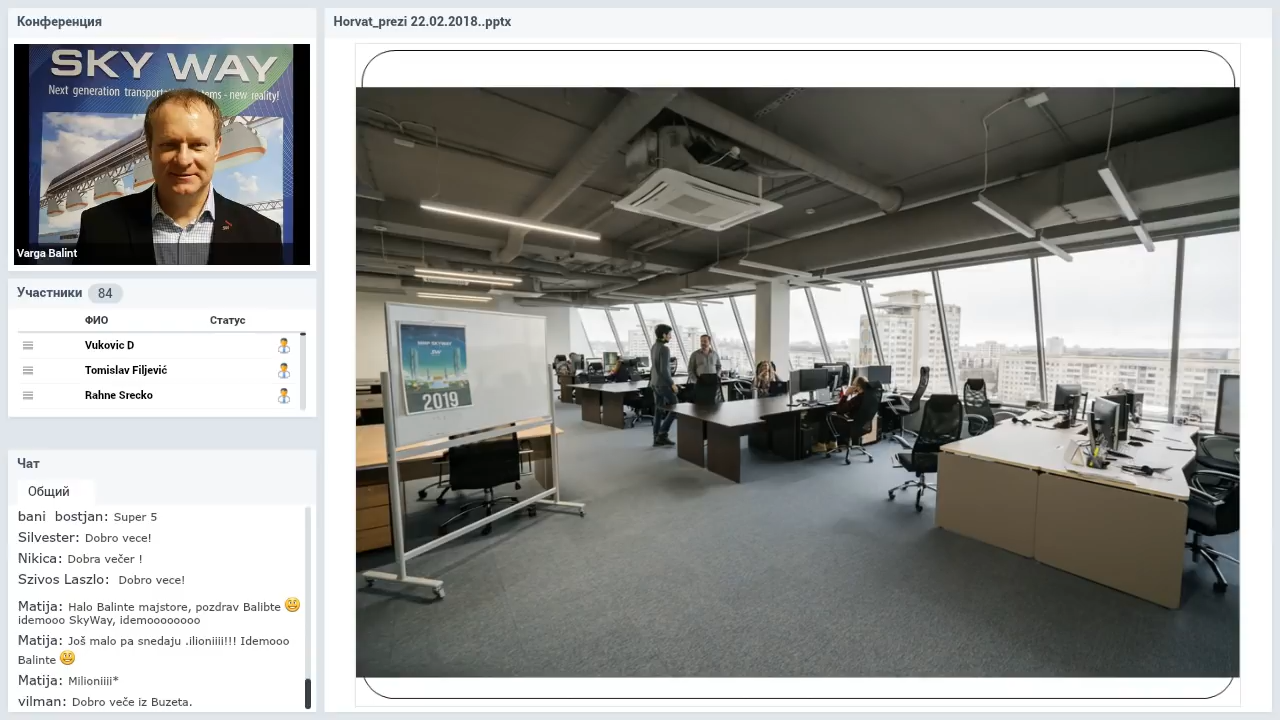 Конференция
SKY WAY
Next generation transport
ms - new reality!
Varga Balint
Участники 84
ФИО Статус
Vukovic D
Tomislav Filjević
Rahne Srecko
Чат
Общий
bani bostjan: Super 5
Silvester: Dobro vece!
Nikica: Dobra večer !
Szivos Laszlo: Dobro vece!
Matija: Halo Balinte majstore, pozdrav Balibte
idemooo SkyWay, idemoooooooo
Matija: Još malo pa snedaju .ilioniiii!!! Idemooo
Balinte
Matija: Milioniiii*
vilman: Dobro veče iz Buzeta.
Horvat_prezi 22.02.2018..pptx
2019